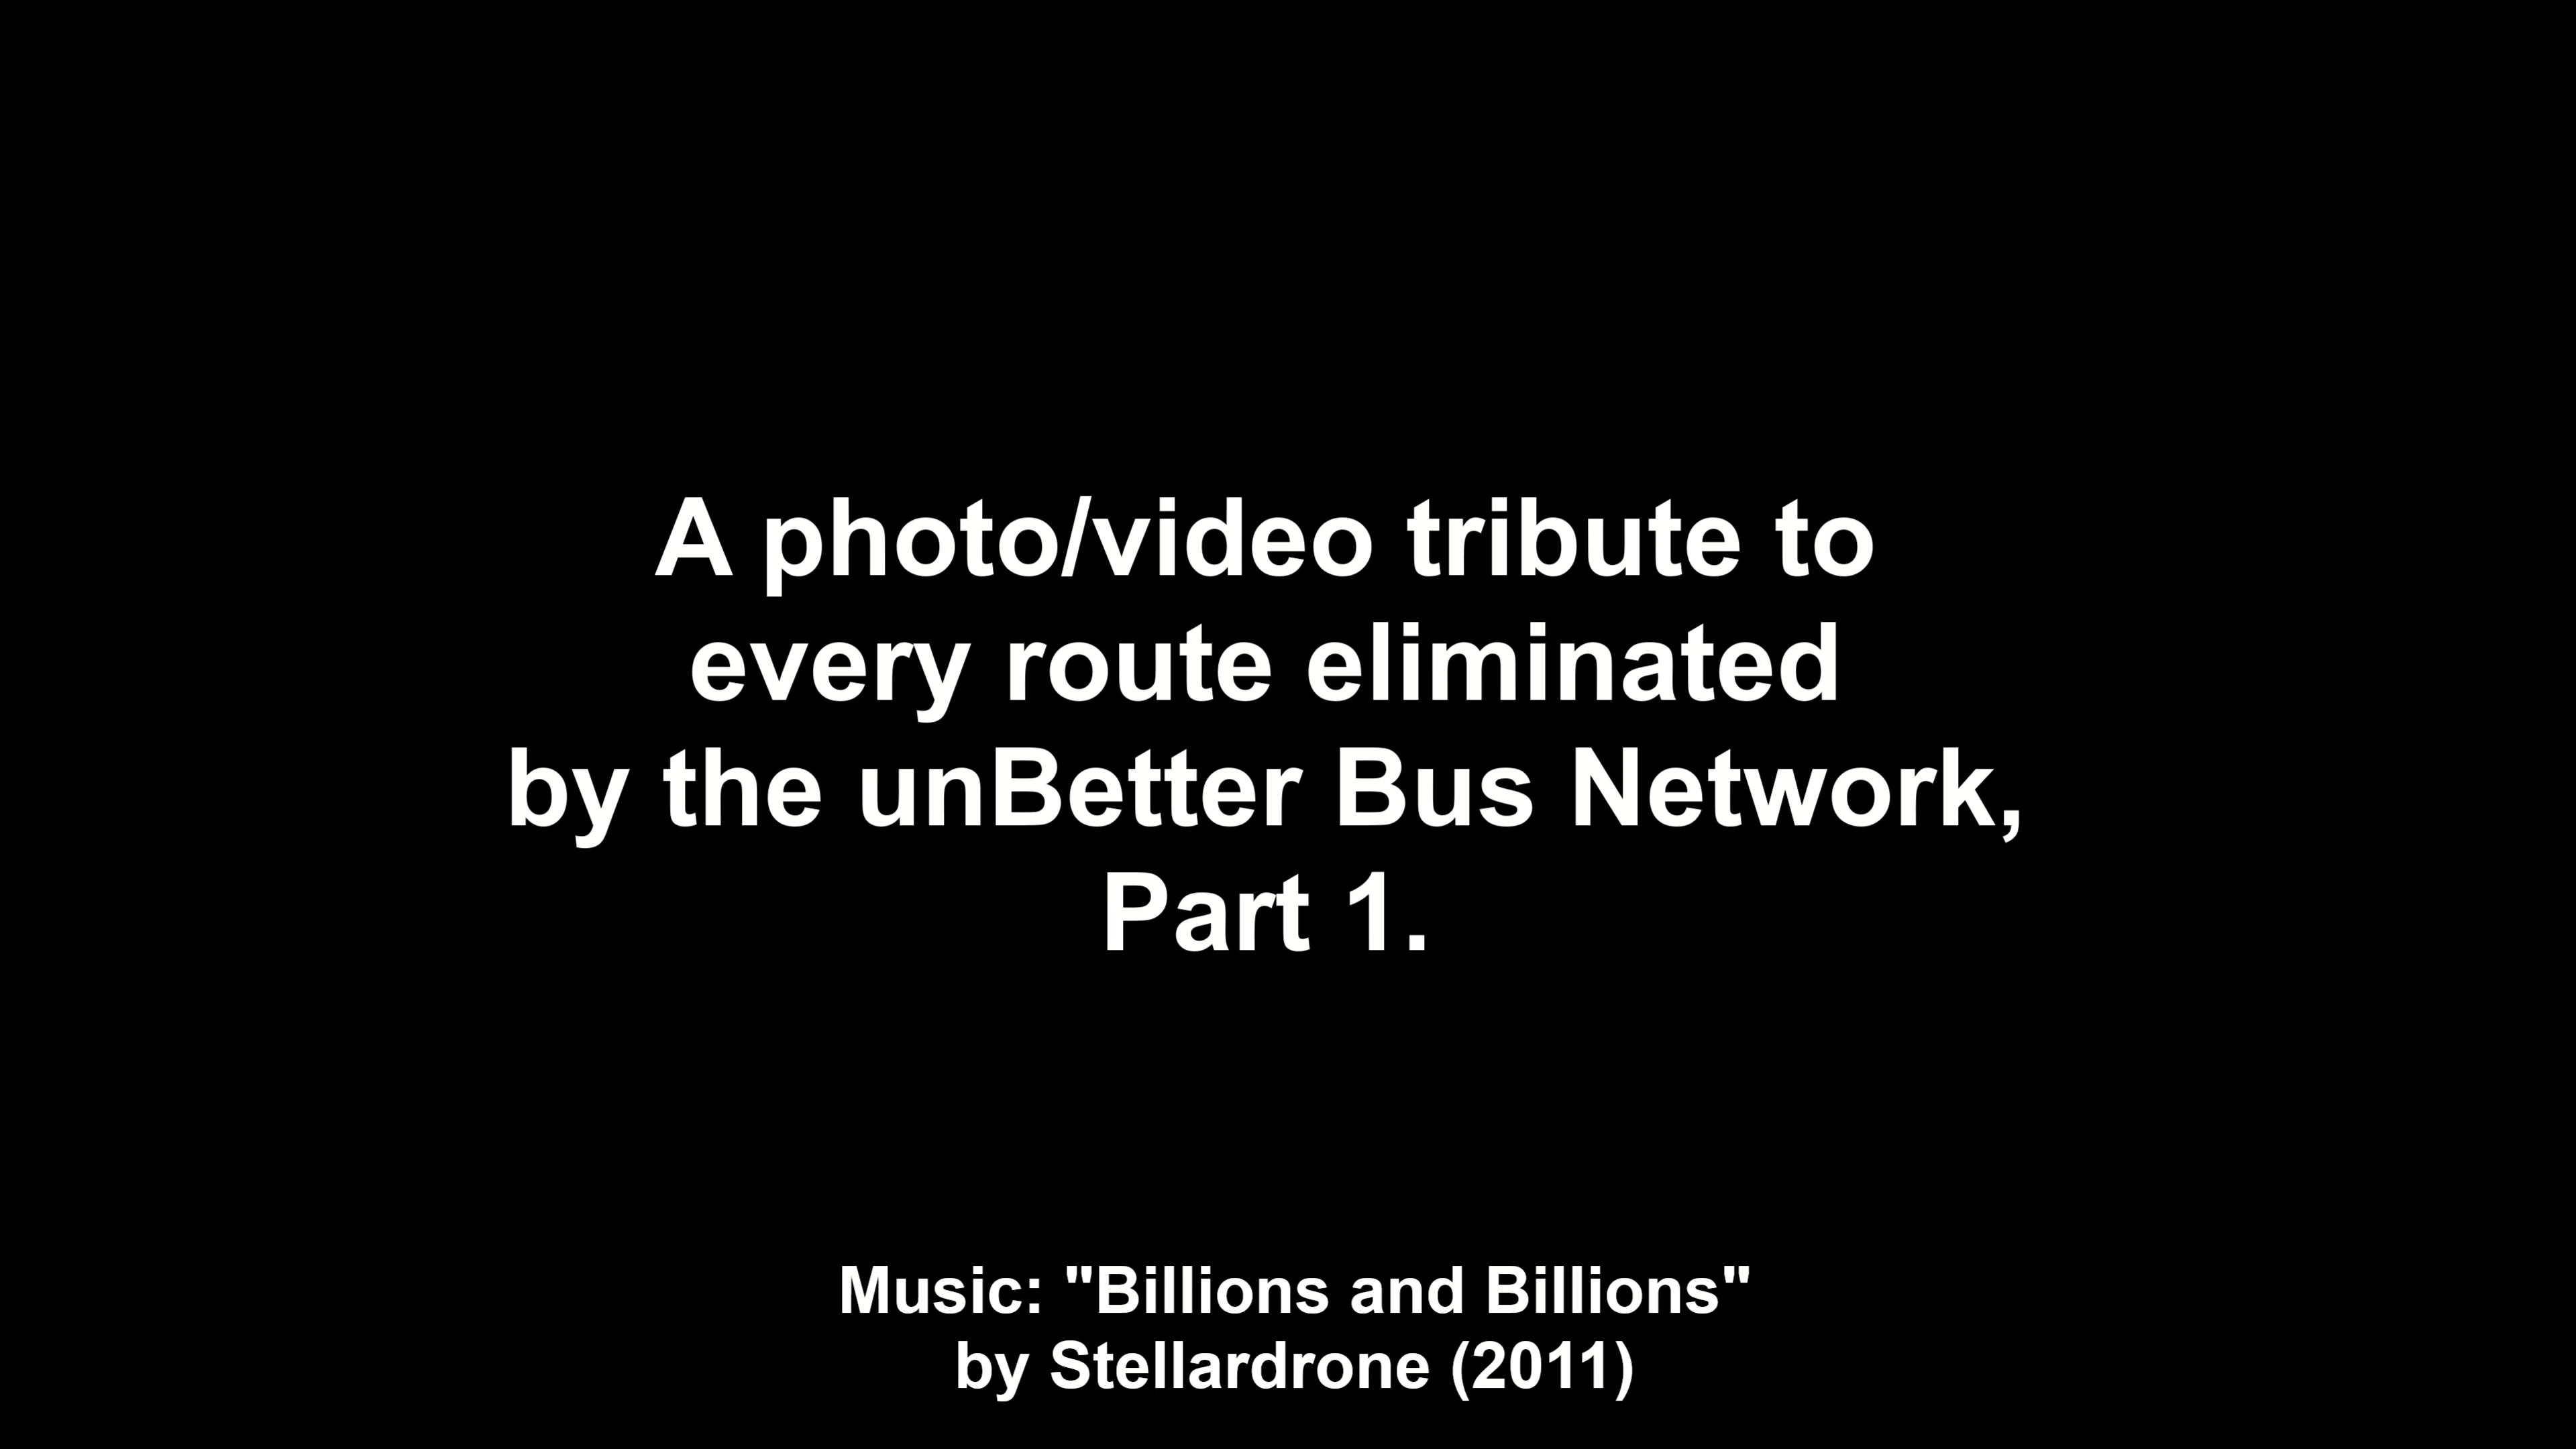 A photo/video tribute to
every route eliminated
by the unBetter Bus Network,
Part 1.
Music: "Billions and Billions"
by Stellardrone (2011)